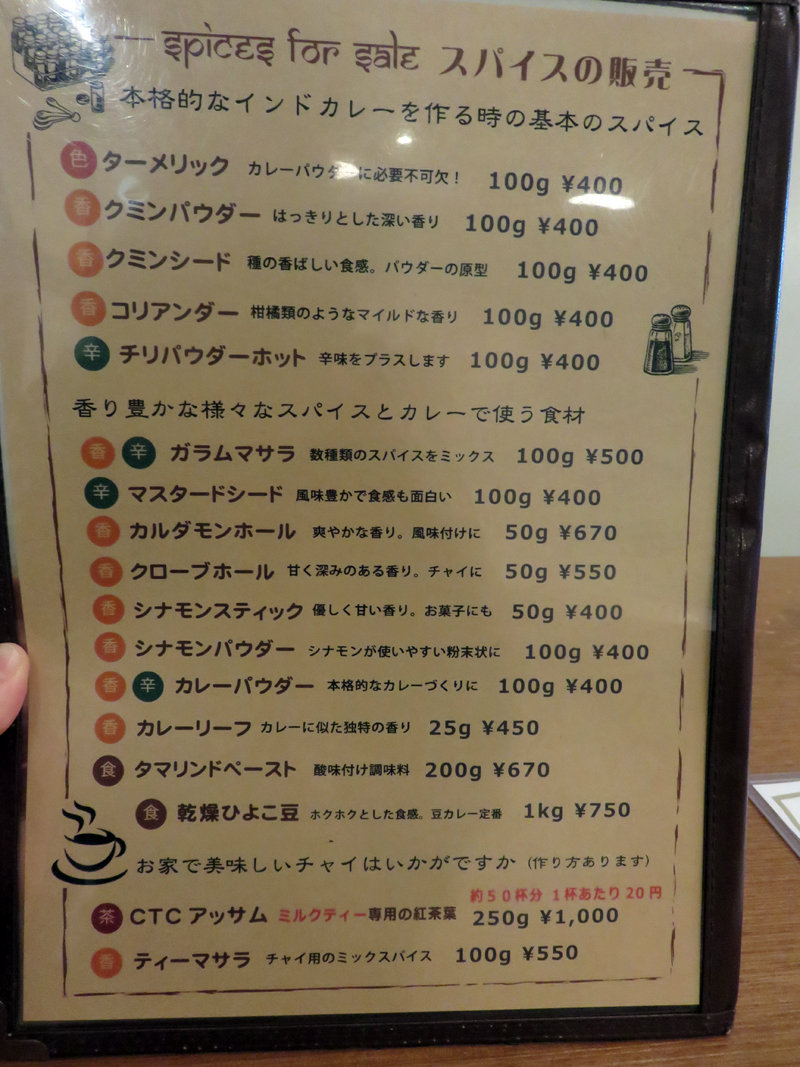 spices for sale スパイスの販売
本格的なインドカレーを作る時の基本のスパイス
色 ターメリック カレーパウダーに必要不可欠！ 100g ¥400
香 クミンパウダー はっきりとした深い香り 100g ¥400
香 クミンシード 種の香ばしい食感。パウダーの原型 100g ¥400
香 コリアンダー 柑橘類のようなマイルドな香り 100g ¥400
辛 チリパウダーホット 辛味をプラスします 100g ¥400
香り豊かな様々なスパイスとカレーで使う食材
香 辛 ガラムマサラ 数種類のスパイスをミックス 100g ¥500
辛 マスタードシード 風味豊かで食感も面白い 100g ¥400
香 カルダモンホール 爽やかな香り。風味付けに 50g ¥670
香 クローブホール 甘く深みのある香り。チャイに 50g ¥550
香 シナモンスティック 優しく甘い香り。お菓子にも 50g ¥400
香 シナモンパウダー シナモンが使いやすい粉末状に 100g ¥400
香 辛 カレーパウダー 本格的なカレーづくりに 100g ¥400
香 カレーリーフ カレーに似た独特の香り 25g ¥450
食 タマリンドペースト 酸味付け調味料 200g ¥670
食 乾燥ひよこ豆 ホクホクとした食感。豆カレー定番 1kg ¥750
お家で美味しいチャイはいかがですか（作り方あります）
約５０杯分 １杯あたり２０円
茶 CTCアッサム ミルクティー専用の紅茶葉 250g ¥1,000
香 ティーマサラ チャイ用のミックスパイス 100g ¥550